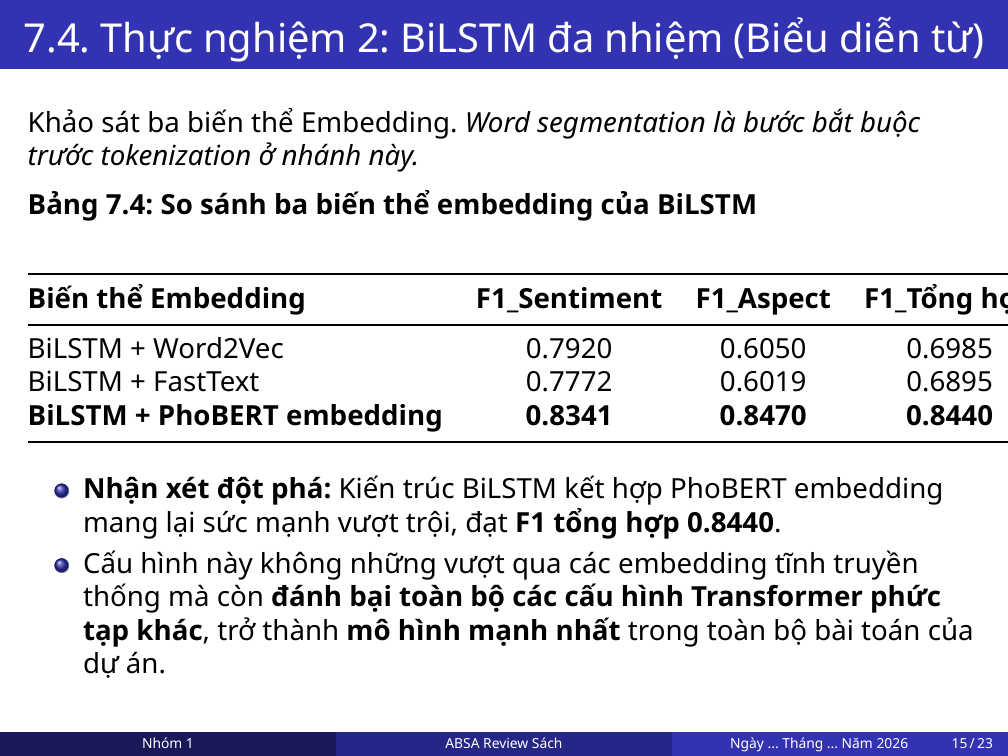 7.4. Thực nghiệm 2: BiLSTM đa nhiệm (Biểu diễn từ)
Khảo sát ba biến thể Embedding. Word segmentation là bước bắt buộc
trước tokenization ở nhánh này.
Bảng 7.4: So sánh ba biến thể embedding của BiLSTM
Biến thể Embedding F1_Sentiment F1_Aspect F1_Tổng
BiLSTM + Word2Vec 0.7920 0.6050 0.6985
BiLSTM + FastText 0.7772 0.6019 0.6895
BiLSTM + PhoBERT embedding 0.8341 0.8470 0.8440
Nhận xét đột phá: Kiến trúc BiLSTM kết hợp PhoBERT embedding
mang lại sức mạnh vượt trội, đạt F1 tổng hợp 0.8440.
Cấu hình này không những vượt qua các embedding tĩnh truyền
thống mà còn đánh bại toàn bộ các cấu hình Transformer phức
tạp khác, trở thành mô hình mạnh nhất trong toàn bộ bài toán của
dự án.
Nhóm 1 ABSA Review Sách Ngày ... Tháng ... Năm 2026 15 / 23